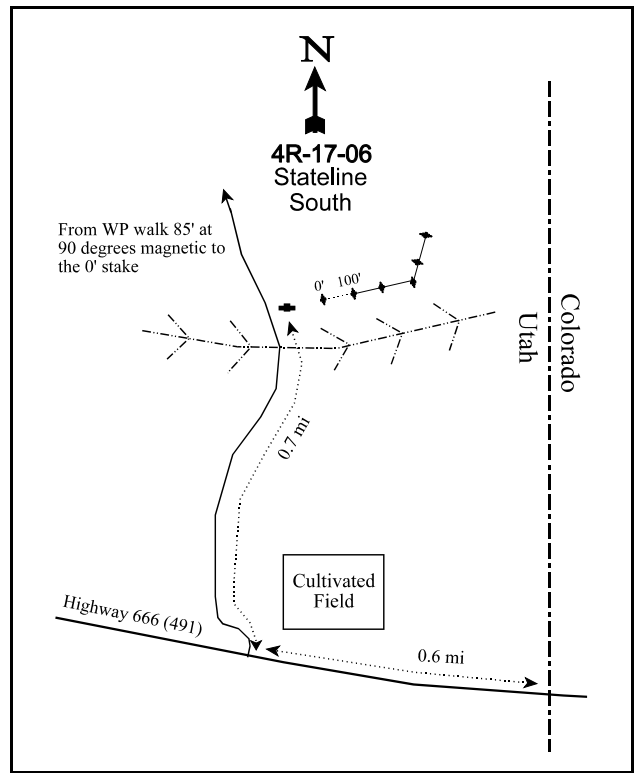 N
4R-17-06
Stateline
South
From WP walk 85' at
90 degrees magnetic to
the 0' stake
0' 100'
Colorado
Utah
0.7 mi
Cultivated
Field
Highway 666 (491)
0.6 mi